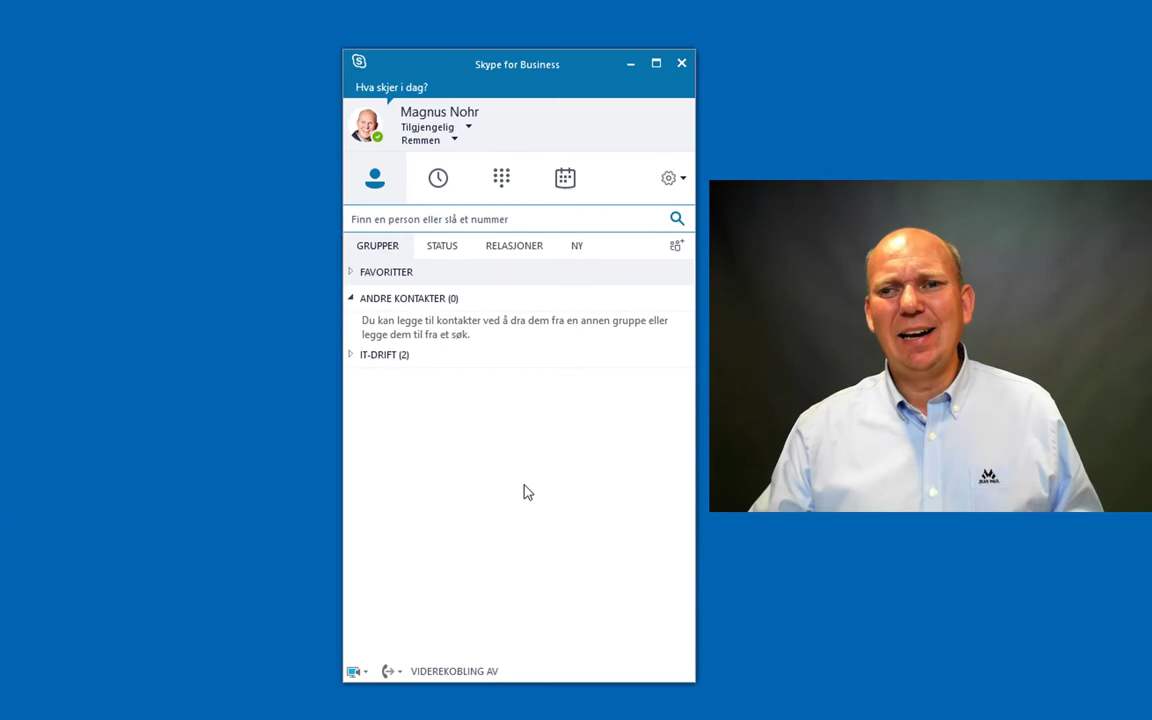 Skype for Business
Hva skjer i dag?
Magnus Nohr
Tilgjengelig
Remmen
Finn en person eller slå et nummer
GRUPPER STATUS RELASJONER NY
FAVORITTER
ANDRE KONTAKTER (0)
Du kan legge til kontakter ved å dra dem fra en annen gruppe eller
legge dem til fra et søk.
IT-DRIFT (2)
VIDEREKOBLING AV
JEAN PAUL